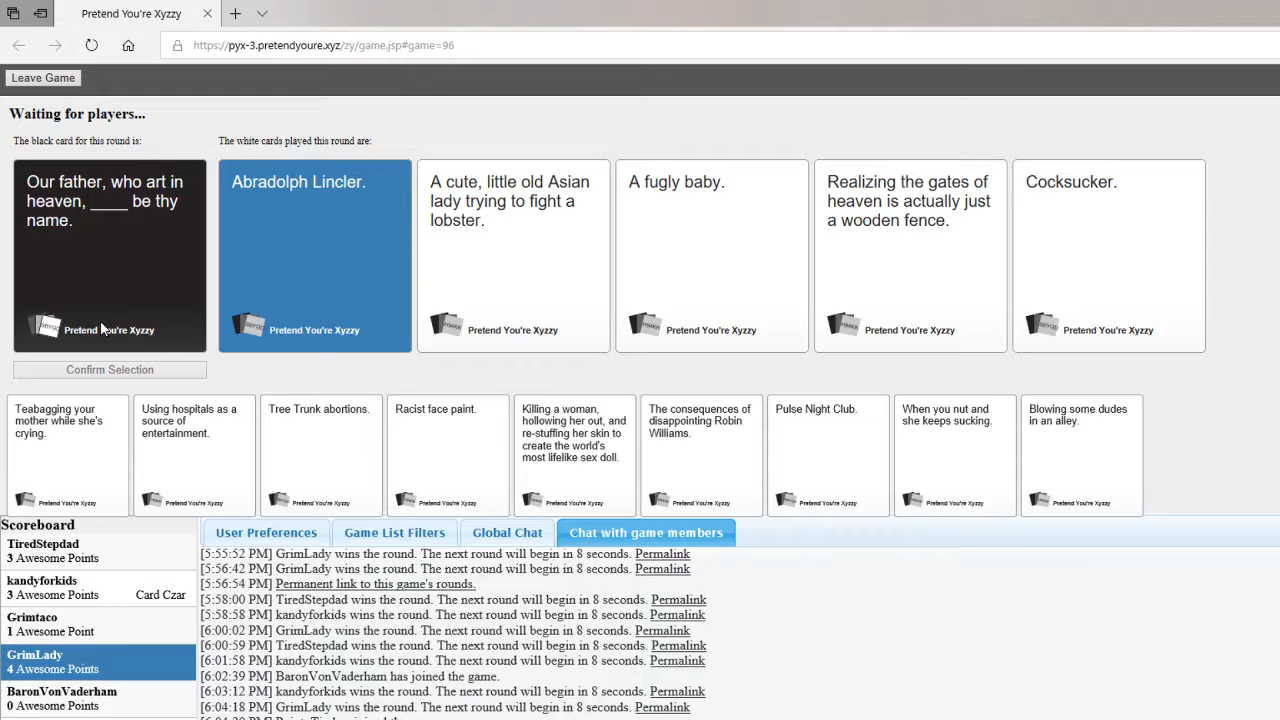 Pretend You're Xyzzy
https://pyx-3.pretendyoure.xyz/zy/game.jsp#game=96
Leave Game
Waiting for players...
The black card for this round is:
The white cards played this round are:
Our father, who art in
heaven, ____ be thy
name.
Pretend You're Xyzzy
Abradolph Lincler.
Pretend You're Xyzzy
A cute, little old Asian
lady trying to fight a
lobster.
Pretend You're Xyzzy
A fugly baby.
Pretend You're Xyzzy
Realizing the gates of
heaven is actually just
a wooden fence.
Pretend You're Xyzzy
Cocksucker.
Pretend You're Xyzzy
Confirm Selection
Teabagging your
mother while she's
crying.
Pretend You're Xyzzy
Using hospitals as a
source of
entertainment.
Pretend You're Xyzzy
Tree Trunk abortions.
Pretend You're Xyzzy
Racist face paint.
Pretend You're Xyzzy
Killing a woman,
hollowing her out, and
re-stuffing her skin to
create the world's
most lifelike sex doll.
Pretend You're Xyzzy
The consequences of
disappointing Robin
Williams.
Pretend You're Xyzzy
Pulse Night Club.
Pretend You're Xyzzy
When you nut and
she keeps sucking.
Pretend You're Xyzzy
Blowing some dudes
in an alley.
Pretend You're Xyzzy
Scoreboard
TiredStepdad
3 Awesome Points
kandyforkids
3 Awesome Points Card Czar
Grimtaco
1 Awesome Point
GrimLady
4 Awesome Points
BaronVonVaderham
0 Awesome Points
User Preferences
Game List Filters
Global Chat
Chat with game members
[5:55:52 PM] GrimLady wins the round. The next round will begin in 8 seconds. Permalink
[5:56:42 PM] GrimLady wins the round. The next round will begin in 8 seconds. Permalink
[5:56:54 PM] Permanent link to this game's rounds.
[5:58:00 PM] TiredStepdad wins the round. The next round will begin in 8 seconds. Permalink
[5:58:58 PM] kandyforkids wins the round. The next round will begin in 8 seconds. Permalink
[6:00:02 PM] GrimLady wins the round. The next round will begin in 8 seconds. Permalink
[6:00:59 PM] TiredStepdad wins the round. The next round will begin in 8 seconds. Permalink
[6:01:58 PM] kandyforkids wins the round. The next round will begin in 8 seconds. Permalink
[6:02:39 PM] BaronVonVaderham has joined the game.
[6:03:12 PM] kandyforkids wins the round. The next round will begin in 8 seconds. Permalink
[6:04:18 PM] GrimLady wins the round. The next round will begin in 8 seconds. Permalink